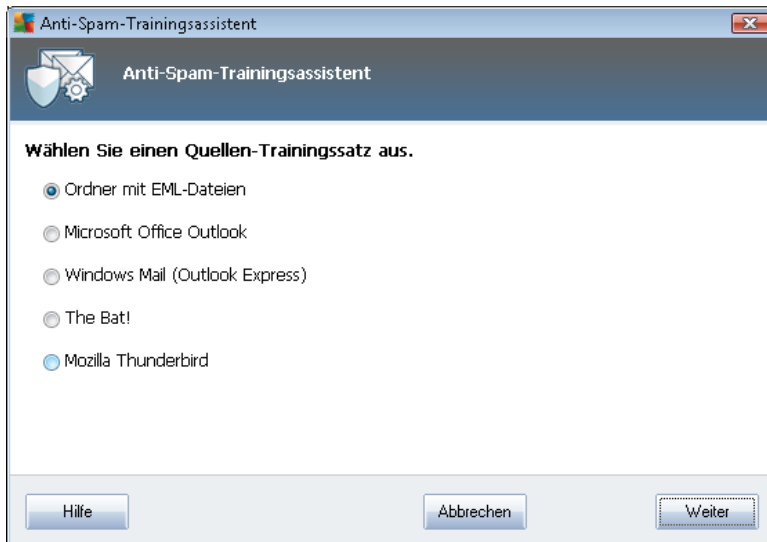 Anti-Spam-Trainingsassistent
Anti-Spam-Trainingsassistent
Wählen Sie einen Quellen-Trainingssatz aus.
Ordner mit EML-Dateien
Microsoft Office Outlook
Windows Mail (Outlook Express)
The Bat!
Mozilla Thunderbird
Hilfe
Abbrechen
Weiter